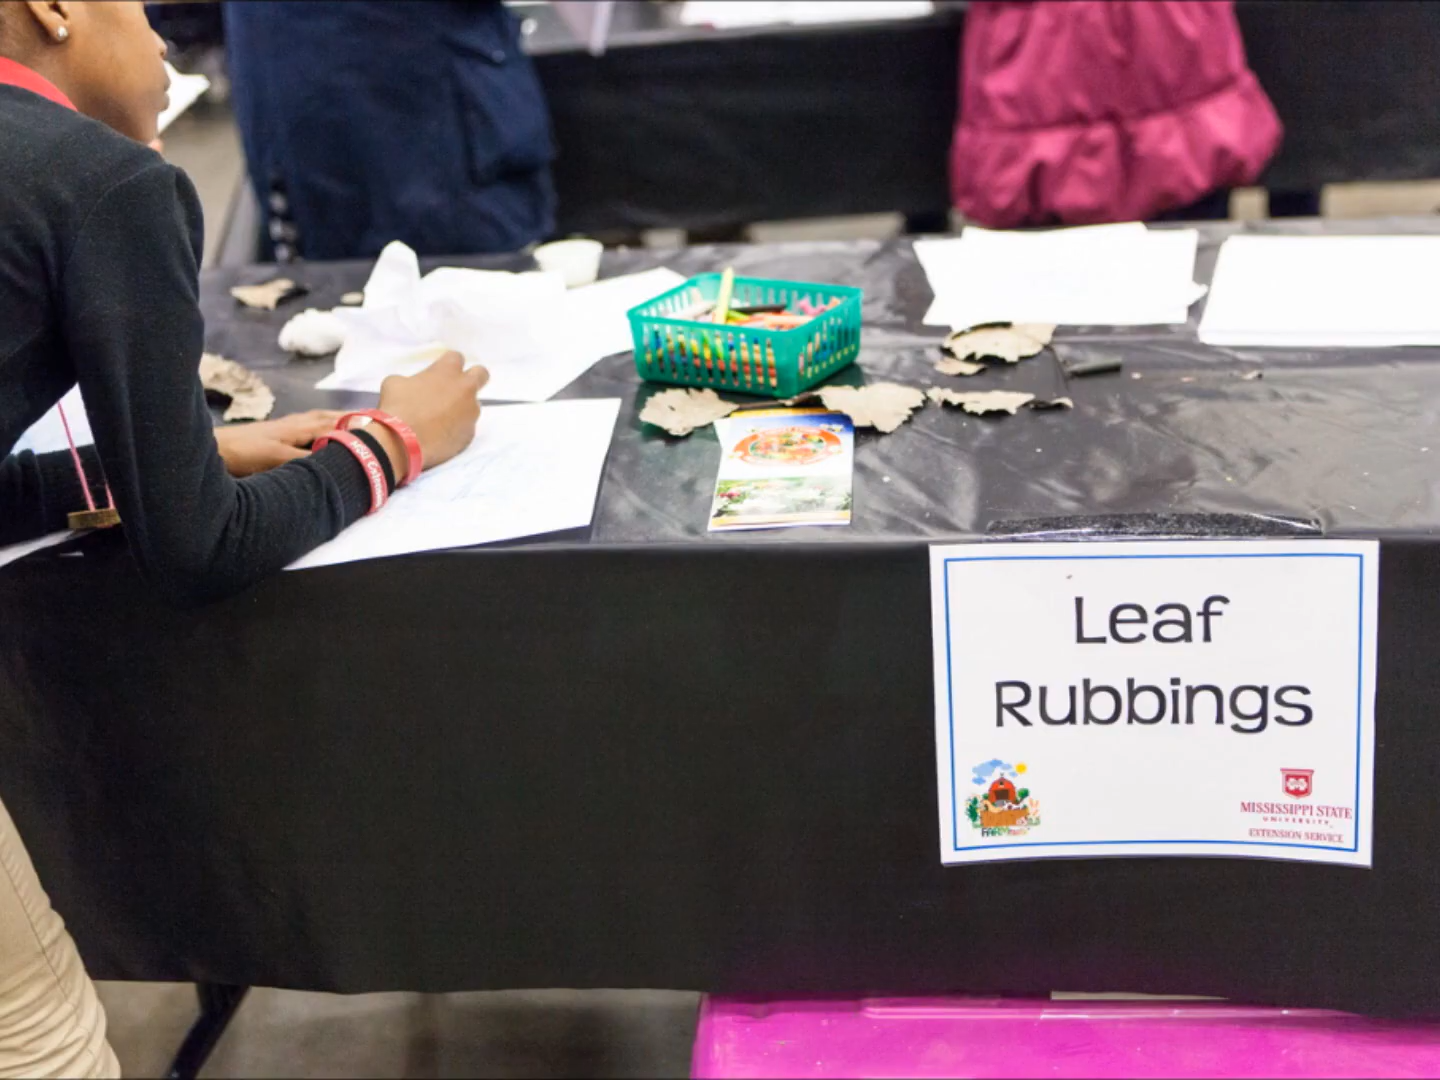 Leaf
Rubbings
MISSISSIPPI STATE
UNIVERSITY
EXTENSION SERVICE